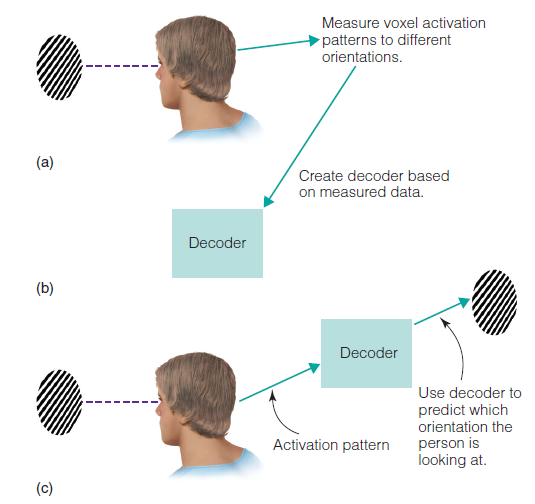 Measure voxel activation
patterns to different
orientations.
(a)
Create decoder based
on measured data.
Decoder
(b)
Decoder
Use decoder to
predict which
orientation the
person is
looking at.
Activation pattern
(c)